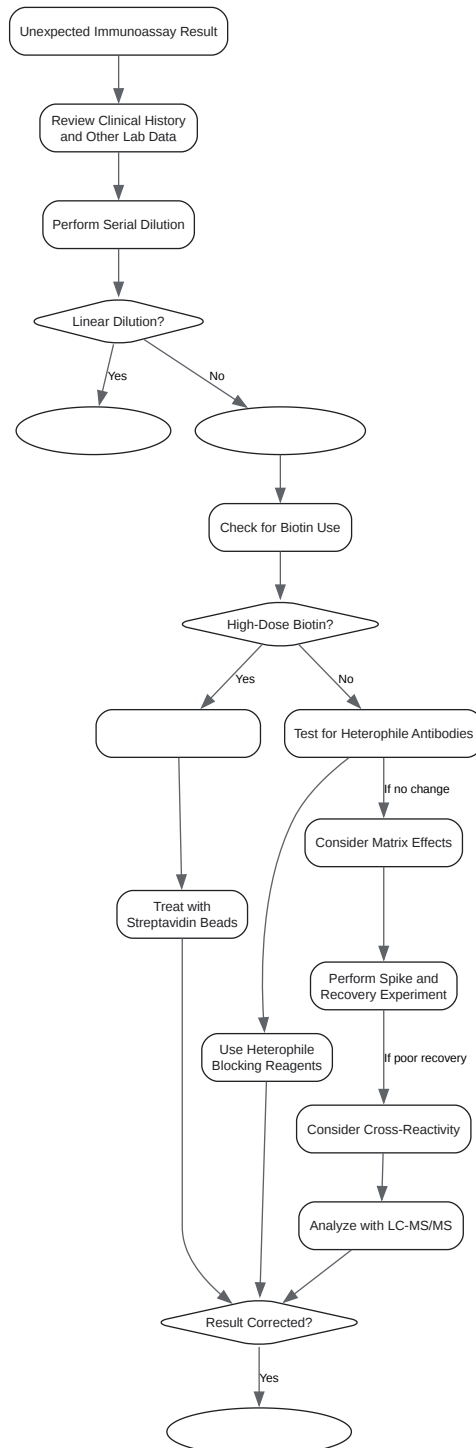 Unexpected Immunoassay Result
Review Clinical History
and Other Lab Data
Perform Serial Dilution
Linear Dilution?
Yes
No
Check for Biotin Use
High-Dose Biotin?
Yes
No
Test for Heterophile Antibodies
If no change
Consider Matrix Effects
Treat with
Streptavidin Beads
Perform Spike and
Recovery Experiment
Use Heterophile
Blocking Reagents
If poor recovery
Consider Cross-Reactivity
Analyze with LC-MS/MS
Result Corrected?
Yes